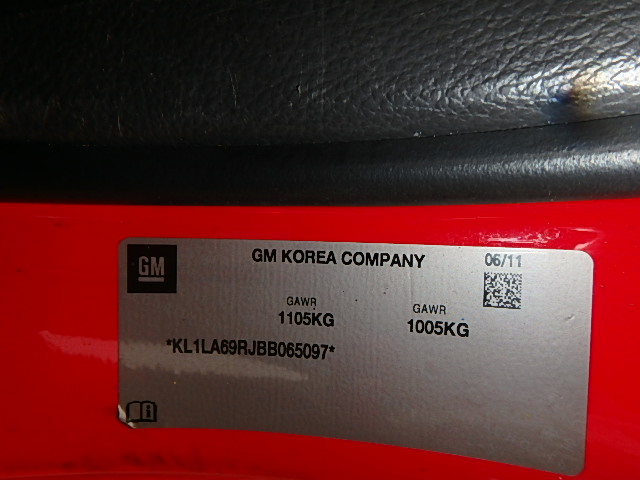 GM
GM KOREA COMPANY
06/11
GAWR
1105KG
GAWR
1005KG
*KL1LA69RJBB065097*